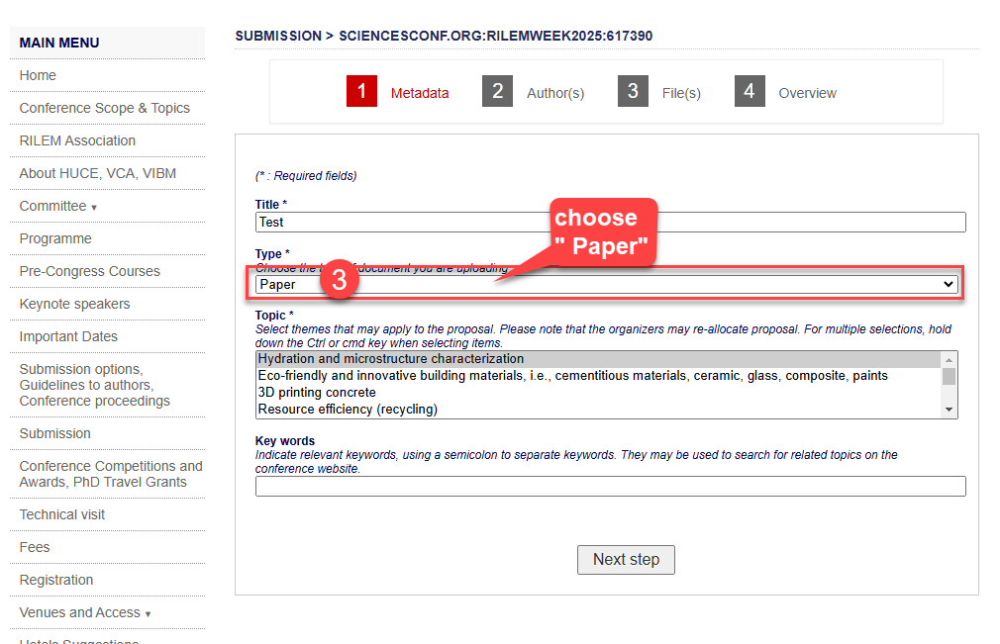 MAIN MENU
Home
Conference Scope & Topics
RILEM Association
About HUCE, VCA, VIBM
Committee ▾
Programme
Pre-Congress Courses
Keynote speakers
Important Dates
Submission options,
Guidelines to authors,
Conference proceedings
Submission
Conference Competitions and
Awards, PhD Travel Grants
Technical visit
Fees
Registration
Venues and Access ▾
Hotels Suggestions
SUBMISSION > SCIENCESCONF.ORG:RILEMWEEK2025:617390
1 Metadata 2 Author(s) 3 File(s) 4 Overview
(* : Required fields)
Title *
Test
choose
" Paper"
Type *
Choose the of document you are uploading
3
Paper
Topic *
Select themes that may apply to the proposal. Please note that the organizers may re-allocate proposal. For multiple selections, hold
down the Ctrl or cmd key when selecting items.
Hydration and microstructure characterization
Eco-friendly and innovative building materials, i.e., cementitious materials, ceramic, glass, composite, paints
3D printing concrete
Resource efficiency (recycling)
Key words
Indicate relevant keywords, using a semicolon to separate keywords. They may be used to search for related topics on the
conference website.
Next step